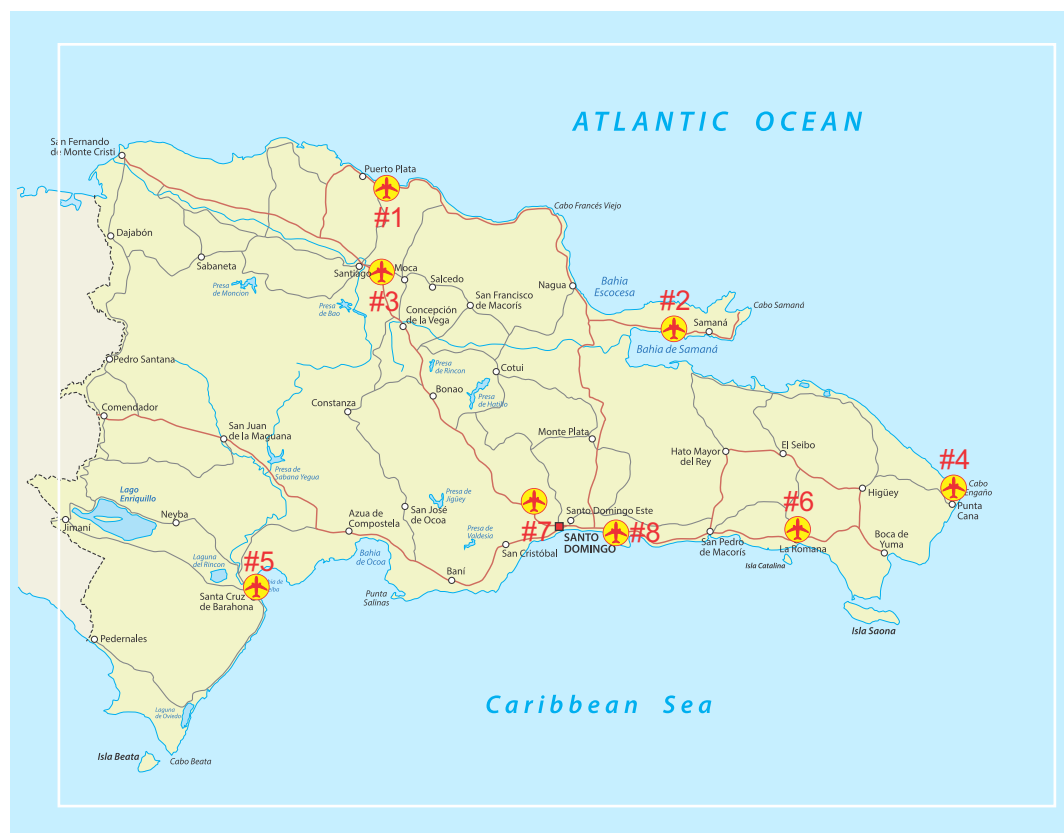 ATLANTIC OCEAN
San Fernando
de Monte Cristi
Puerto Plata
#1
Cabo Francés Viejo
Dajabón
Sabaneta
Santiago
Moca
Presa
de Moncion
Salcedo
#3
Presa
de Bao
San Francisco
de Macorís
Nagua
Bahia
Escocesa
#2
Cabo Samaná
Samaná
Concepción
de la Vega
Bahia de Samaná
Pedro Santana
Presa
de Rincon
Cotui
Bonao
Presa
de Hatillo
Comendador
Constanza
San Juan
de la Maguana
Monte Plata
Hato Mayor
del Rey
El Seibo
#4
Cabo
Engaño
Presa de
Sabana Yegua
Lago
Enriquillo
Presa de
Jigüey
Higüey
Punta
Cana
#6
Neyba
Jimaní
Azua de
Compostela
San José
de Ocoa
Santo Domingo Este
#7
#8
SANTO
DOMINGO
Presa de
Valdesia
San Cristóbal
San Pedro
de Macorís
La Romana
Boca de
Yuma
Isla Catalina
Laguna
del Rincon
#5
Bahia
de Ocoa
Baní
Santa Cruz
de Barahona
Punta
Salinas
Isla Saona
Pedernales
Laguna
de Oviedo
Caribbean Sea
Isla Beata
Cabo Beata